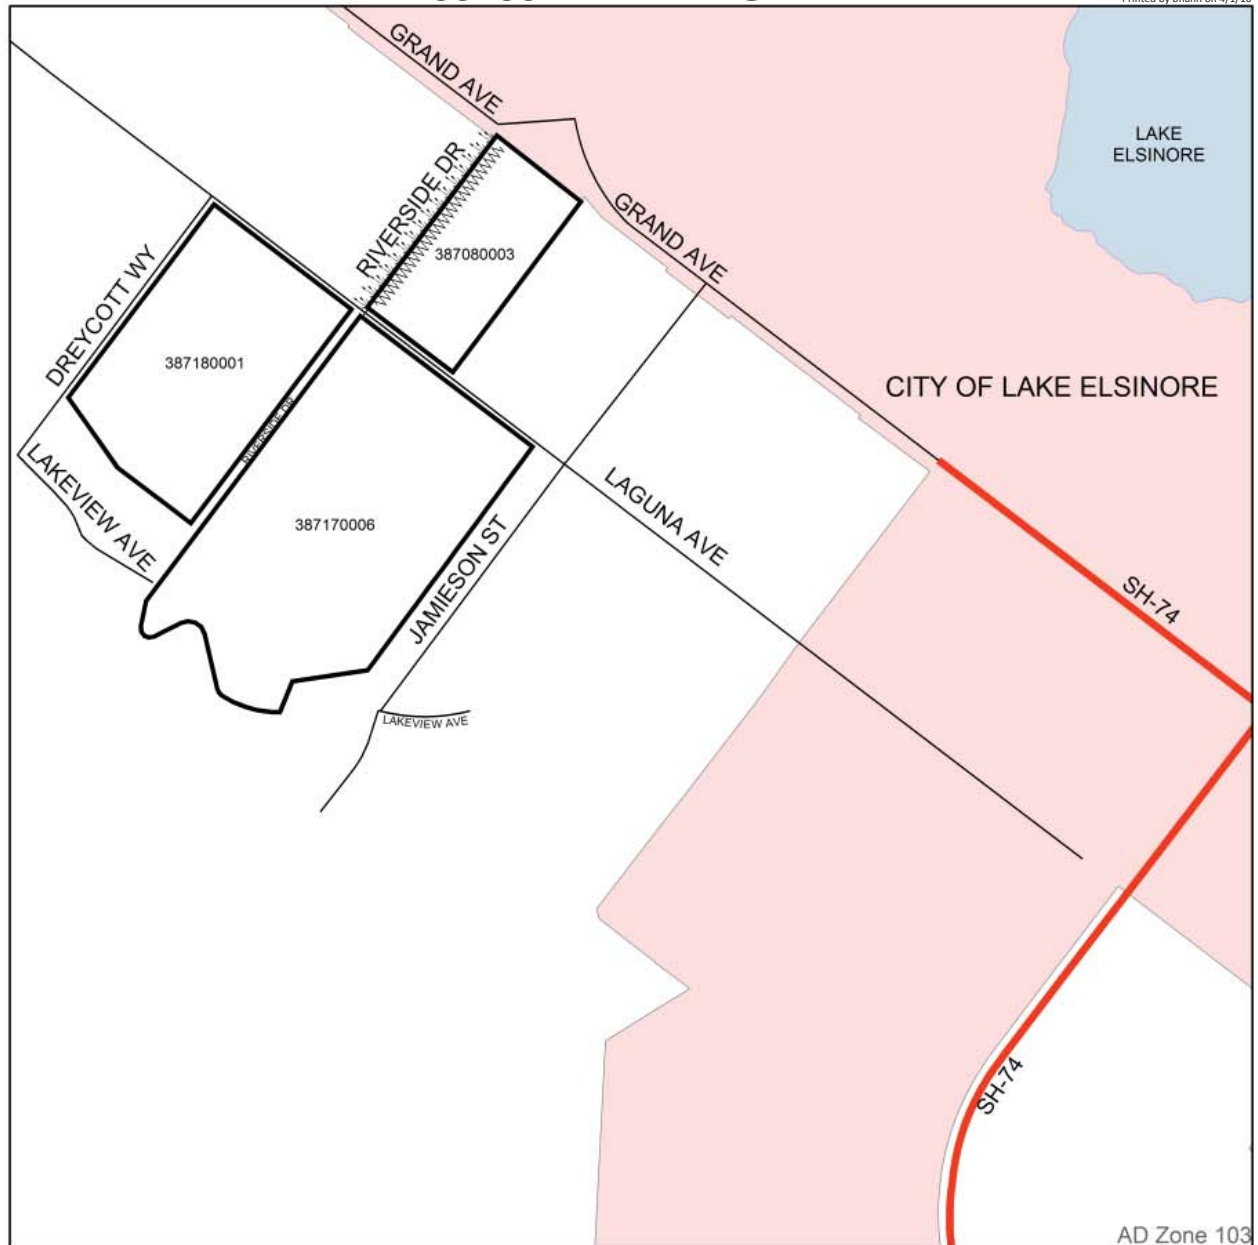 GRAND AVE
LAKE
ELSINORE
RIVERSIDE DR
GRAND AVE
387080003
DREYCOTT WY
387180001
CITY OF LAKE ELSINORE
RIVERSIDE DR
LAKEVIEW AVE
LAGUNA AVE
387170006
JAMIESON ST
SH-74
LAKEVIEW AVE
SH-74
AD Zone 103